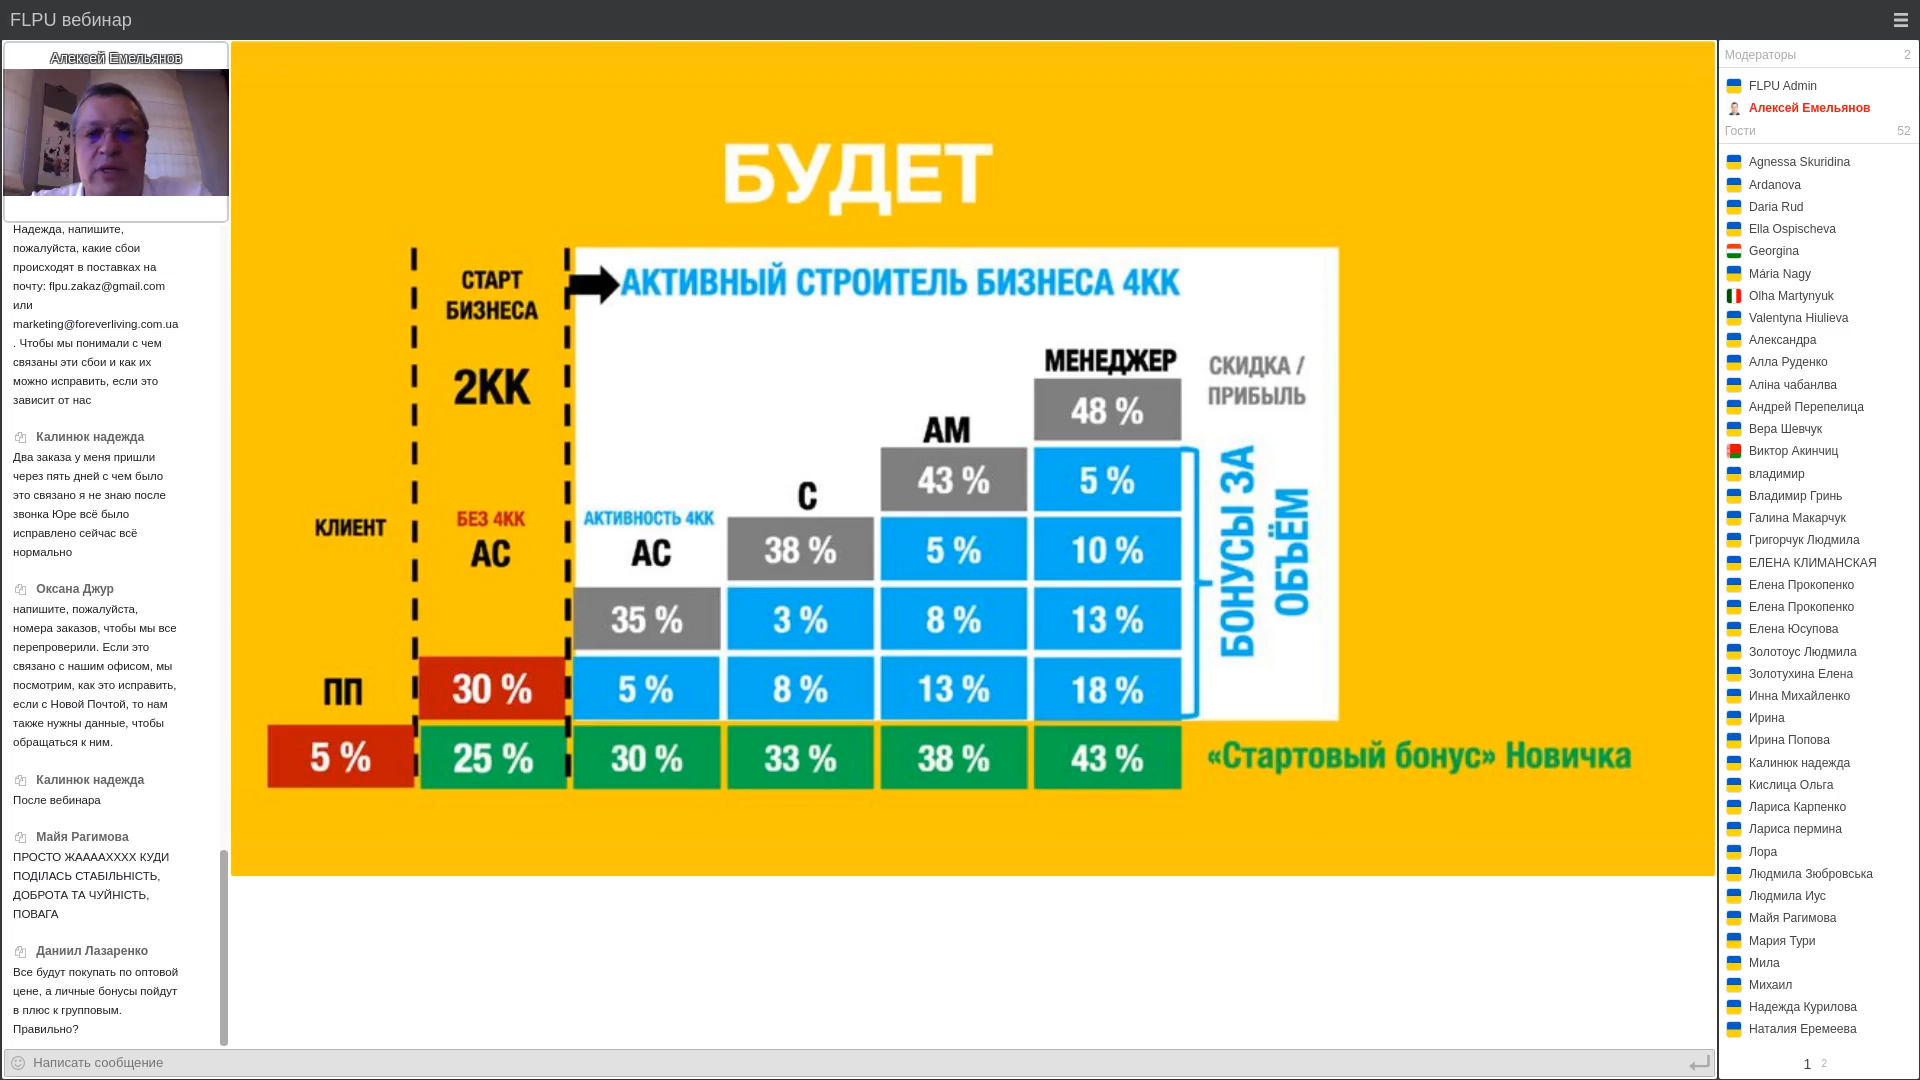 FLPU вебинар
Алексей Емельянов
Надежда, напишите,
пожалуйста, какие сбои
происходят в поставках на
почту: flpu.zakaz@gmail.com
или
marketing@foreverliving.com.ua
. Чтобы мы понимали с чем
связаны эти сбои и как их
можно исправить, если это
зависит от нас
Калинюк надежда
Два заказа у меня пришли
через пять дней с чем было
это связано я не знаю после
звонка Юре всё было
исправлено сейчас всё
нормально
Оксана Джур
напишите, пожалуйста,
номера заказов, чтобы мы все
перепроверили. Если это
связано с нашим офисом, мы
посмотрим, как это исправить,
если с Новой Почтой, то нам
также нужны данные, чтобы
обращаться к ним.
Калинюк надежда
После вебинара
Майя Рагимова
ПРОСТО ЖААААХХХХ КУДИ
ПОДІЛАСЬ СТАБІЛЬНІСТЬ,
ДОБРОТА ТА ЧУЙНІСТЬ,
ПОВАГА
Даниил Лазаренко
Все будут покупать по оптовой
цене, а личные бонусы пойдут
в плюс к групповым.
Правильно?
Написать сообщение
БУДЕТ
СТАРТ
БИЗНЕСА
АКТИВНЫЙ СТРОИТЕЛЬ БИЗНЕСА 4КК
2КК
МЕНЕДЖЕР
СКИДКА /
ПРИБЫЛЬ
48 %
АМ
43 %
5 %
С
КЛИЕНТ
БЕЗ 4КК
АС
АКТИВНОСТЬ 4КК
АС
38 %
5 %
10 %
БОНУСЫ ЗА
ОБЪЁМ
35 %
3 %
8 %
13 %
ПП
30 %
5 %
8 %
13 %
18 %
5 %
25 %
30 %
33 %
38 %
43 %
«Стартовый бонус» Новичка
Модераторы 2
FLPU Admin
Алексей Емельянов
Гости 52
Agnessa Skuridina
Ardanova
Daria Rud
Ella Ospischeva
Georgina
Mária Nagy
Olha Martynyuk
Valentyna Hiulieva
Александра
Алла Руденко
Аліна чабанлва
Андрей Перепелица
Вера Шевчук
Виктор Акинчиц
владимир
Владимир Гринь
Галина Макарчук
Григорчук Людмила
ЕЛЕНА КЛИМАНСКАЯ
Елена Прокопенко
Елена Прокопенко
Елена Юсупова
Золотоус Людмила
Золотухина Елена
Инна Михайленко
Ирина
Ирина Попова
Калинюк надежда
Кислица Ольга
Лариса Карпенко
Лариса пермина
Лора
Людмила Зюбровська
Людмила Иус
Майя Рагимова
Мария Тури
Мила
Михаил
Надежда Курилова
Наталия Еремеева
1 2